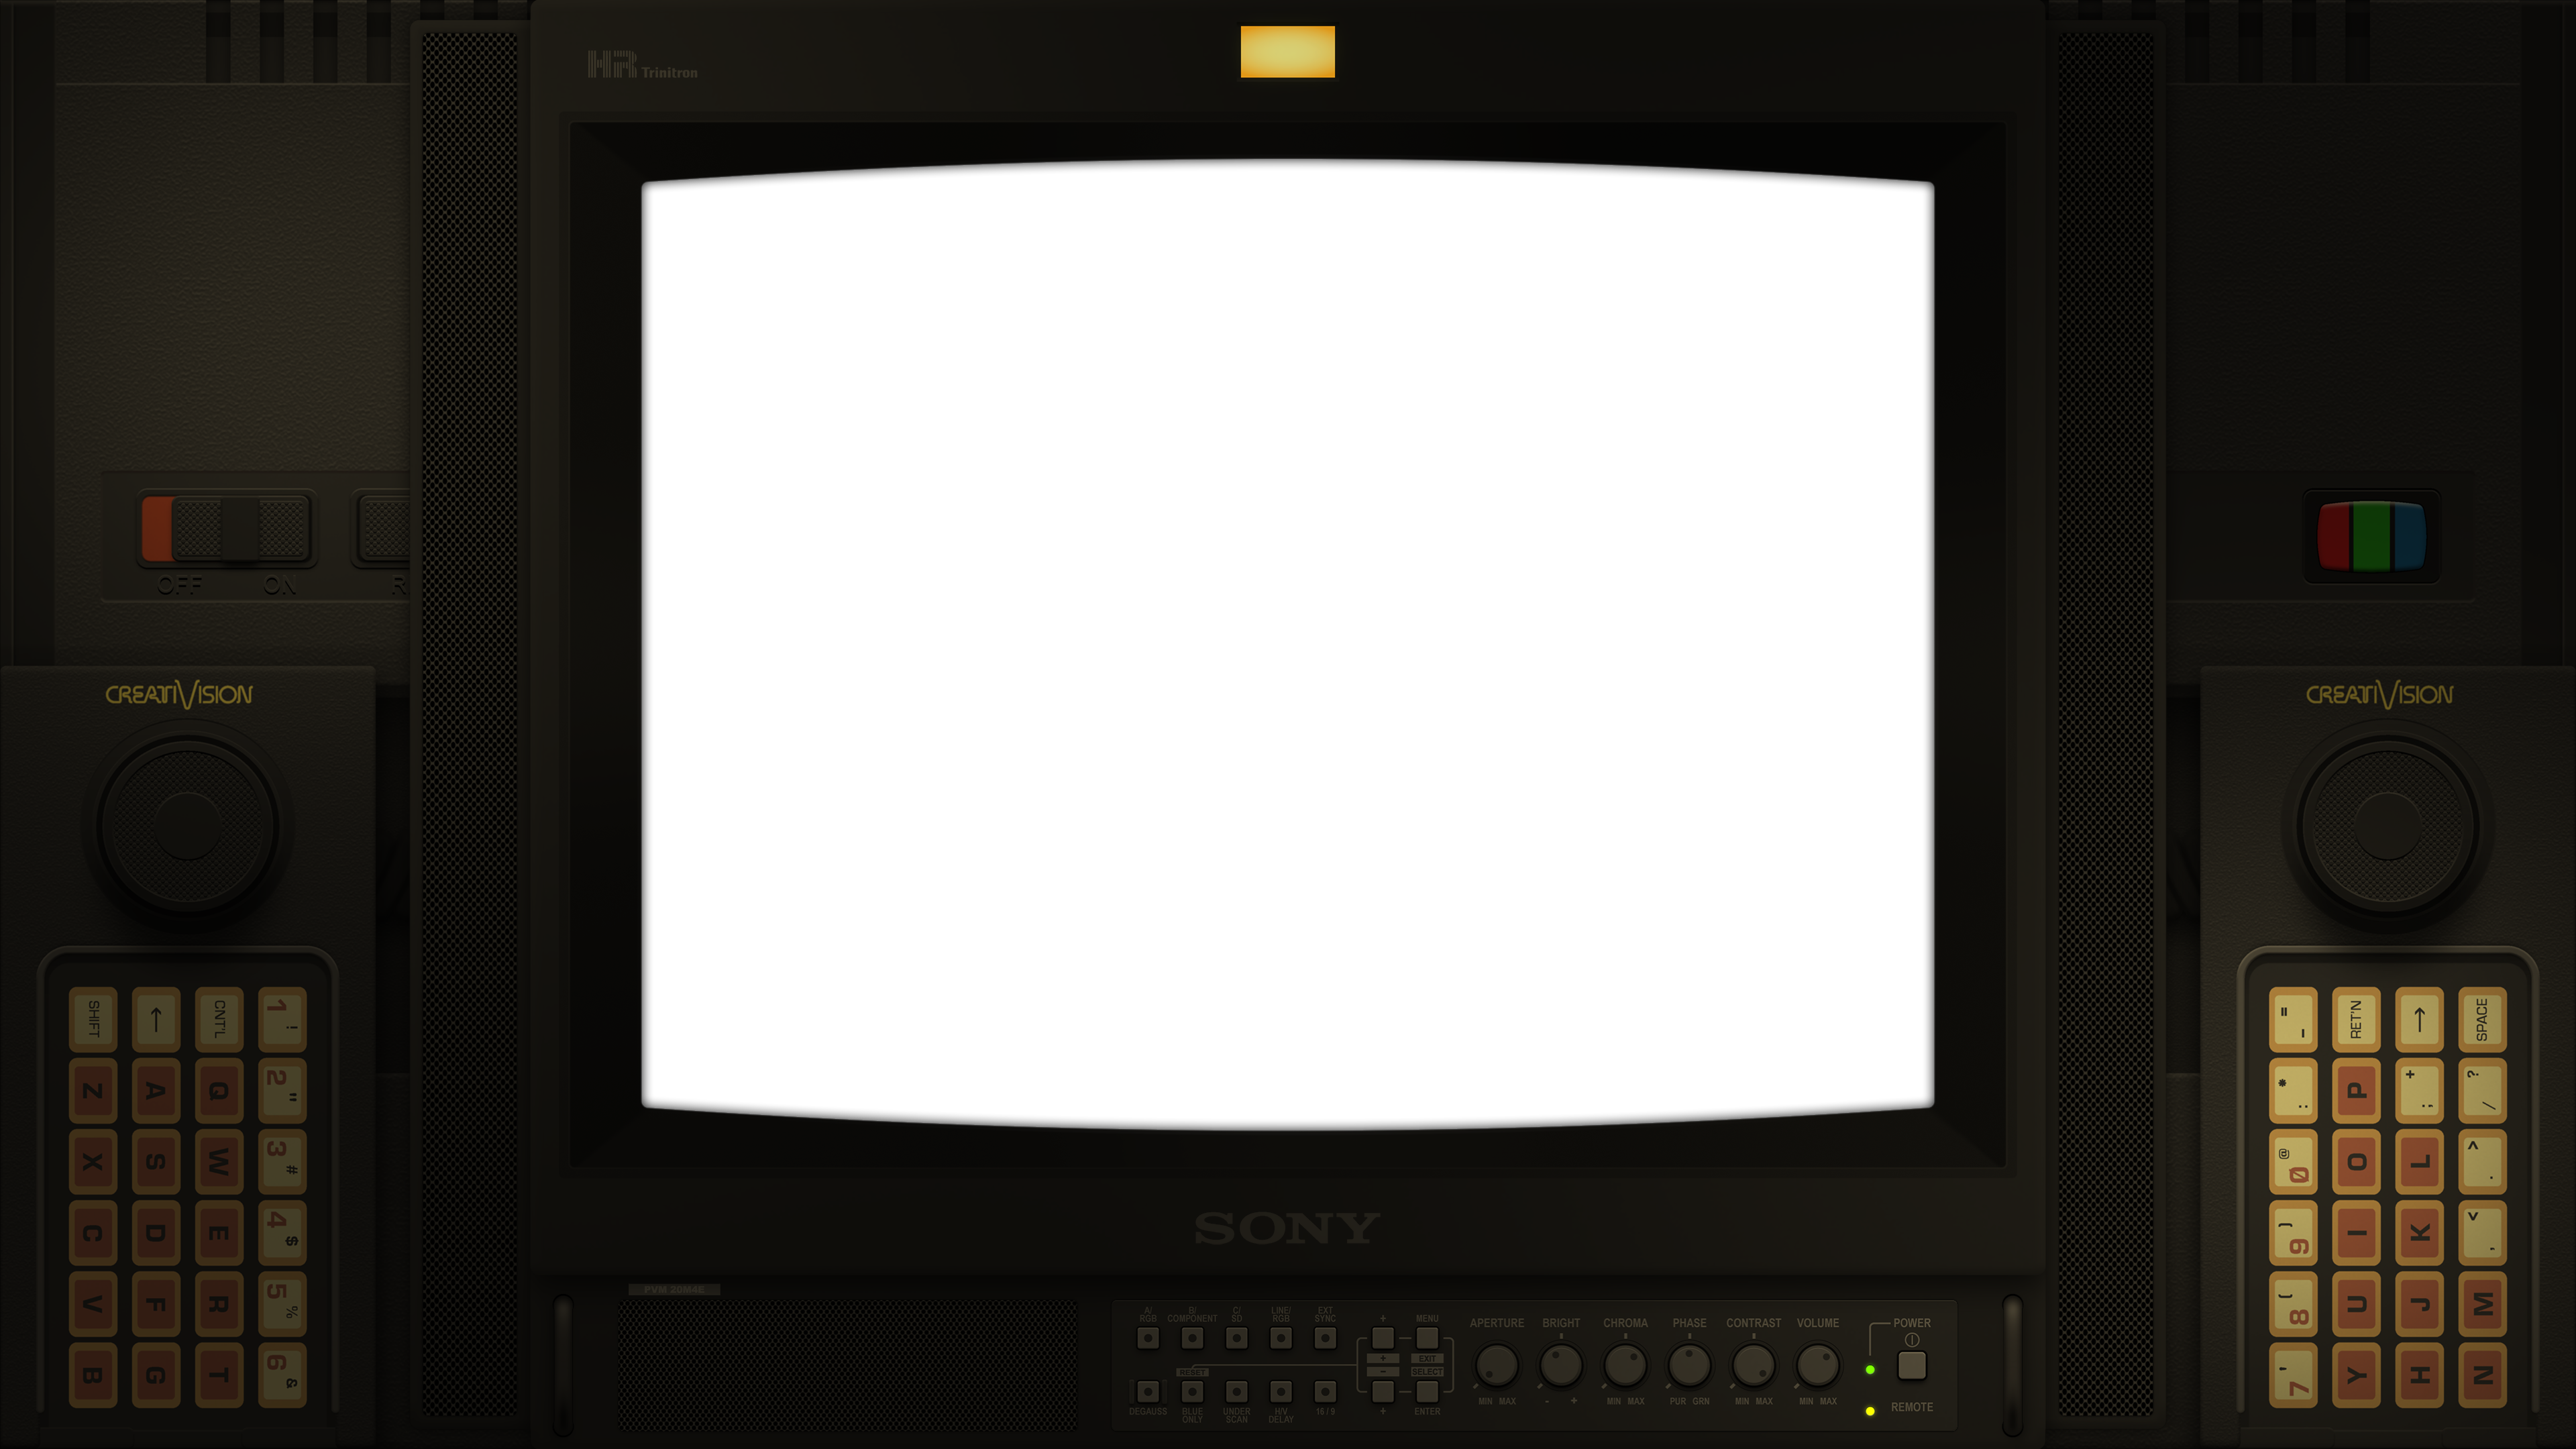 HR Trinitron
OFF ON R
CREATIVISION
CREATIVISION
SHIFT ← CNT'L 1 !
Z A Q 2 "
X S W 3 #
C D E 4 $
V F R 5 %
B G T 6 &
= - RET'N → SPACE
* : P + ; ? /
@ 0 O L > .
( 9 I K < ,
) 8 U J M
' 7 Y H N
SONY
PVM 20M4E
A/ RGB B/ COMPONENT C/ SD LINE/ RGB EXT SYNC + MENU
APERTURE BRIGHT CHROMA PHASE CONTRAST VOLUME POWER
RESET + EXIT
− SELECT
DEGAUSS BLUE ONLY UNDER SCAN H/V DELAY 16/9 + ENTER
MIN MAX - + MIN MAX PUR GRN MIN MAX MIN MAX REMOTE